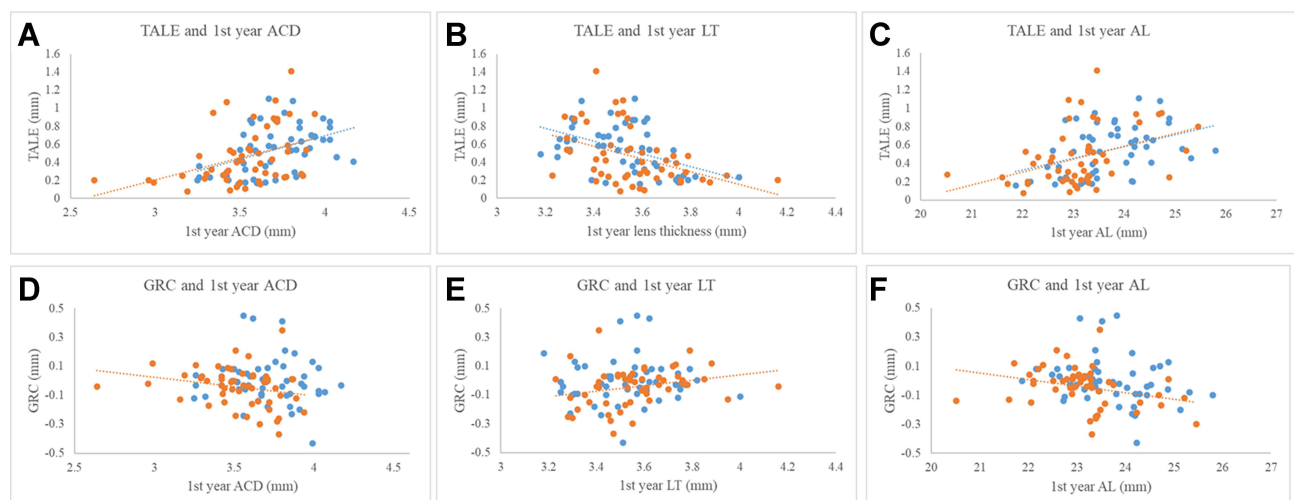 A
TALE and 1st year ACD
TALE (mm)
1.6
1.4
1.2
1
0.8
0.6
0.4
0.2
0
2.5 3 3.5 4 4.5
1st year ACD (mm)
B
TALE and 1st year LT
TALE (mm)
1.6
1.4
1.2
1
0.8
0.6
0.4
0.2
0
3 3.2 3.4 3.6 3.8 4 4.2 4.4
1st year lens thickness (mm)
C
TALE and 1st year AL
TALE (mm)
1.6
1.4
1.2
1
0.8
0.6
0.4
0.2
0
20 21 22 23 24 25 26 27
1st year AL (mm)
D
GRC and 1st year ACD
GRC (mm)
0.5
0.3
0.1
-0.1
-0.3
-0.5
2.5 3 3.5 4 4.5
1st year ACD (mm)
E
GRC and 1st year LT
GRC (mm)
0.5
0.3
0.1
-0.1
-0.3
-0.5
3 3.2 3.4 3.6 3.8 4 4.2 4.4
1st year LT (mm)
F
GRC and 1st year AL
GRC (mm)
0.5
0.3
0.1
-0.1
-0.3
-0.5
20 21 22 23 24 25 26 27
1st year AL (mm)